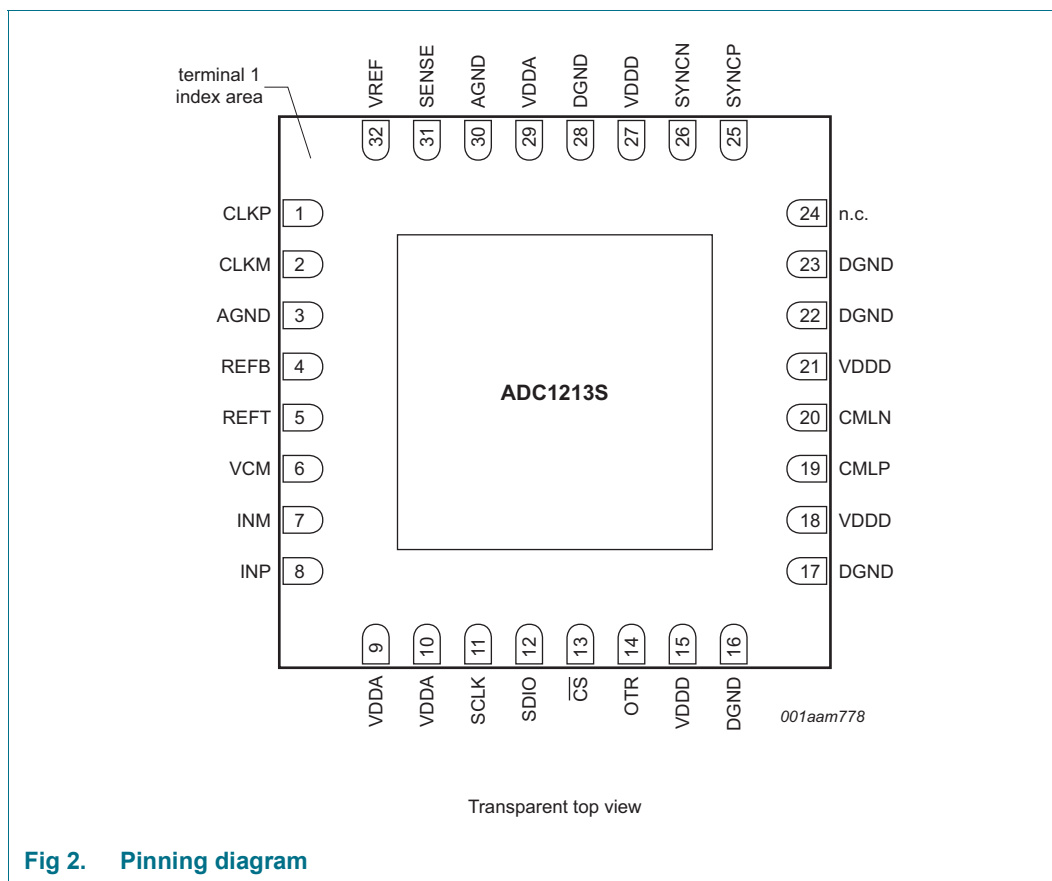 terminal 1
index area
VREF
SENSE
AGND
VDDA
DGND
VDDD
SYNCN
SYNCP
32
31
30
29
28
27
26
25
CLKP 1
CLKM 2
AGND 3
REFB 4
REFT 5
VCM 6
INM 7
INP 8
ADC1213S
24 n.c.
23 DGND
22 DGND
21 VDDD
20 CMLN
19 CMLP
18 VDDD
17 DGND
9
10
11
12
13
14
15
16
VDDA
VDDA
SCLK
SDIO
C̅S̅
OTR
VDDD
DGND
001aam778
Transparent top view
Fig 2. Pinning diagram